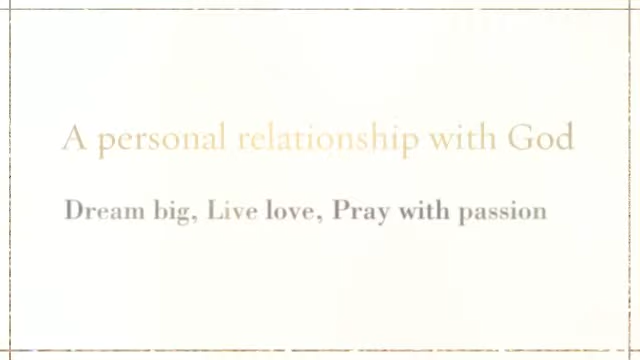 A personal relationship with God
Dream big, Live love, Pray with passion